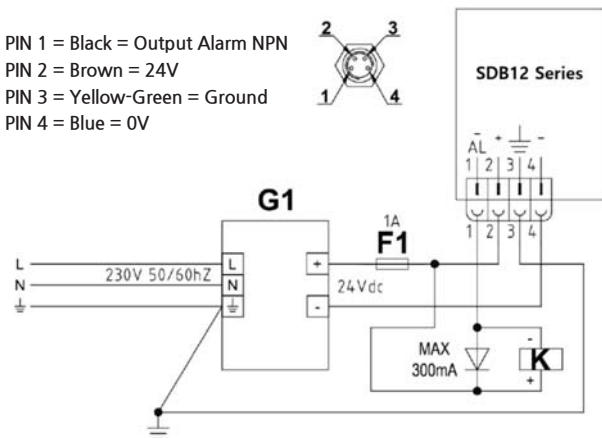 PIN 1 = Black = Output Alarm NPN
PIN 2 = Brown = 24V
PIN 3 = Yellow-Green = Ground
PIN 4 = Blue = 0V
2 3
1 4
SDB12 Series
- + -
AL
1 2 3 4
1 2 3 4
G1
1A
F1
L
N
230V 50/60hZ
L
N
+
-
24Vdc
MAX
300mA
-
K
+